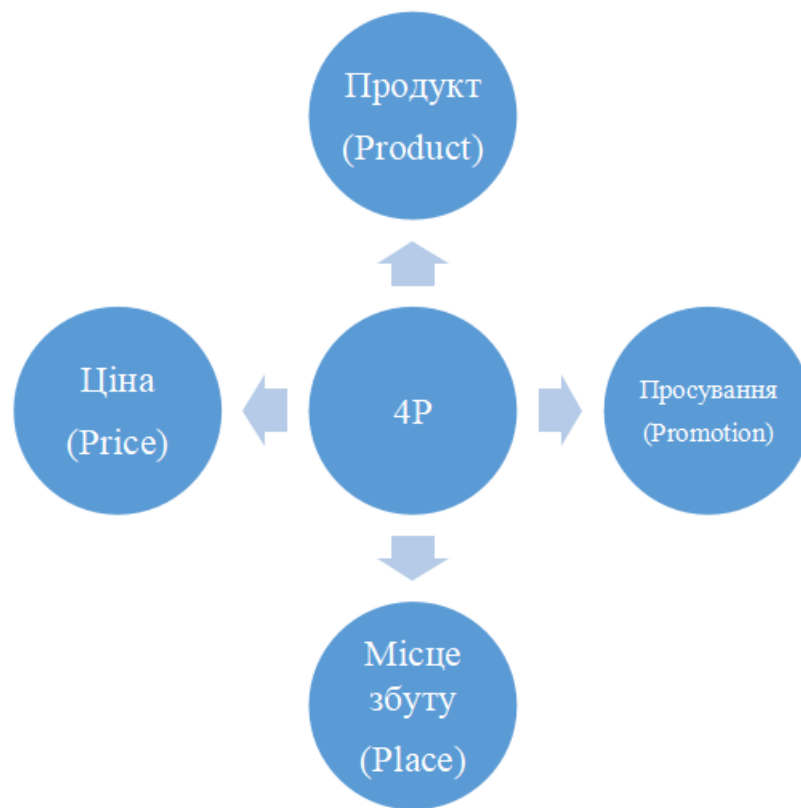 Продукт
(Product)
Ціна
(Price)
4P
Просування
(Promotion)
Місце
збуту
(Place)